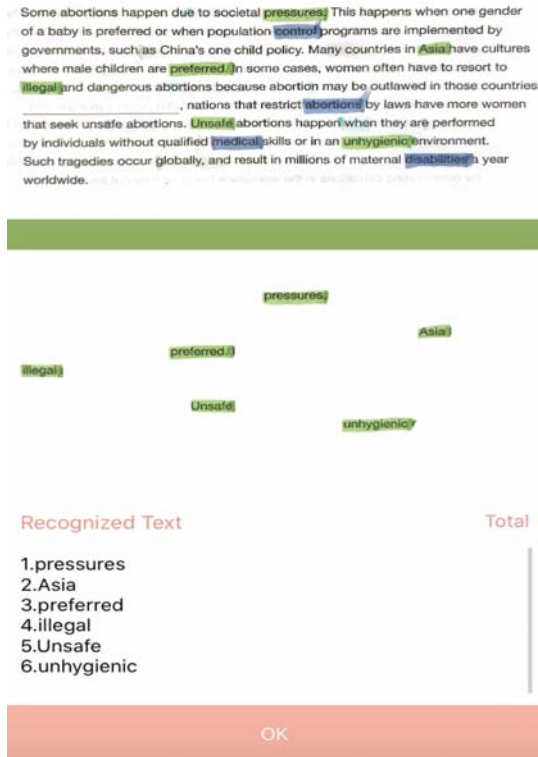 Some abortions happen due to societal pressures. This happens when one gender
of a baby is preferred or when population control programs are implemented by
governments, such as China's one child policy. Many countries in Asia have cultures
where male children are preferred. In some cases, women often have to resort to
illegal and dangerous abortions because abortion may be outlawed in those countries
, nations that restrict abortions by laws have more women
that seek unsafe abortions. Unsafe abortions happen when they are performed
by individuals without qualified medical skills or in an unhygienic environment.
Such tragedies occur globally, and result in millions of maternal disabilities a year
worldwide.
pressures.
Asia
preferred.
illegal
Unsafe
unhygienic
Recognized Text Total
1.pressures
2.Asia
3.preferred
4.illegal
5.Unsafe
6.unhygienic
OK